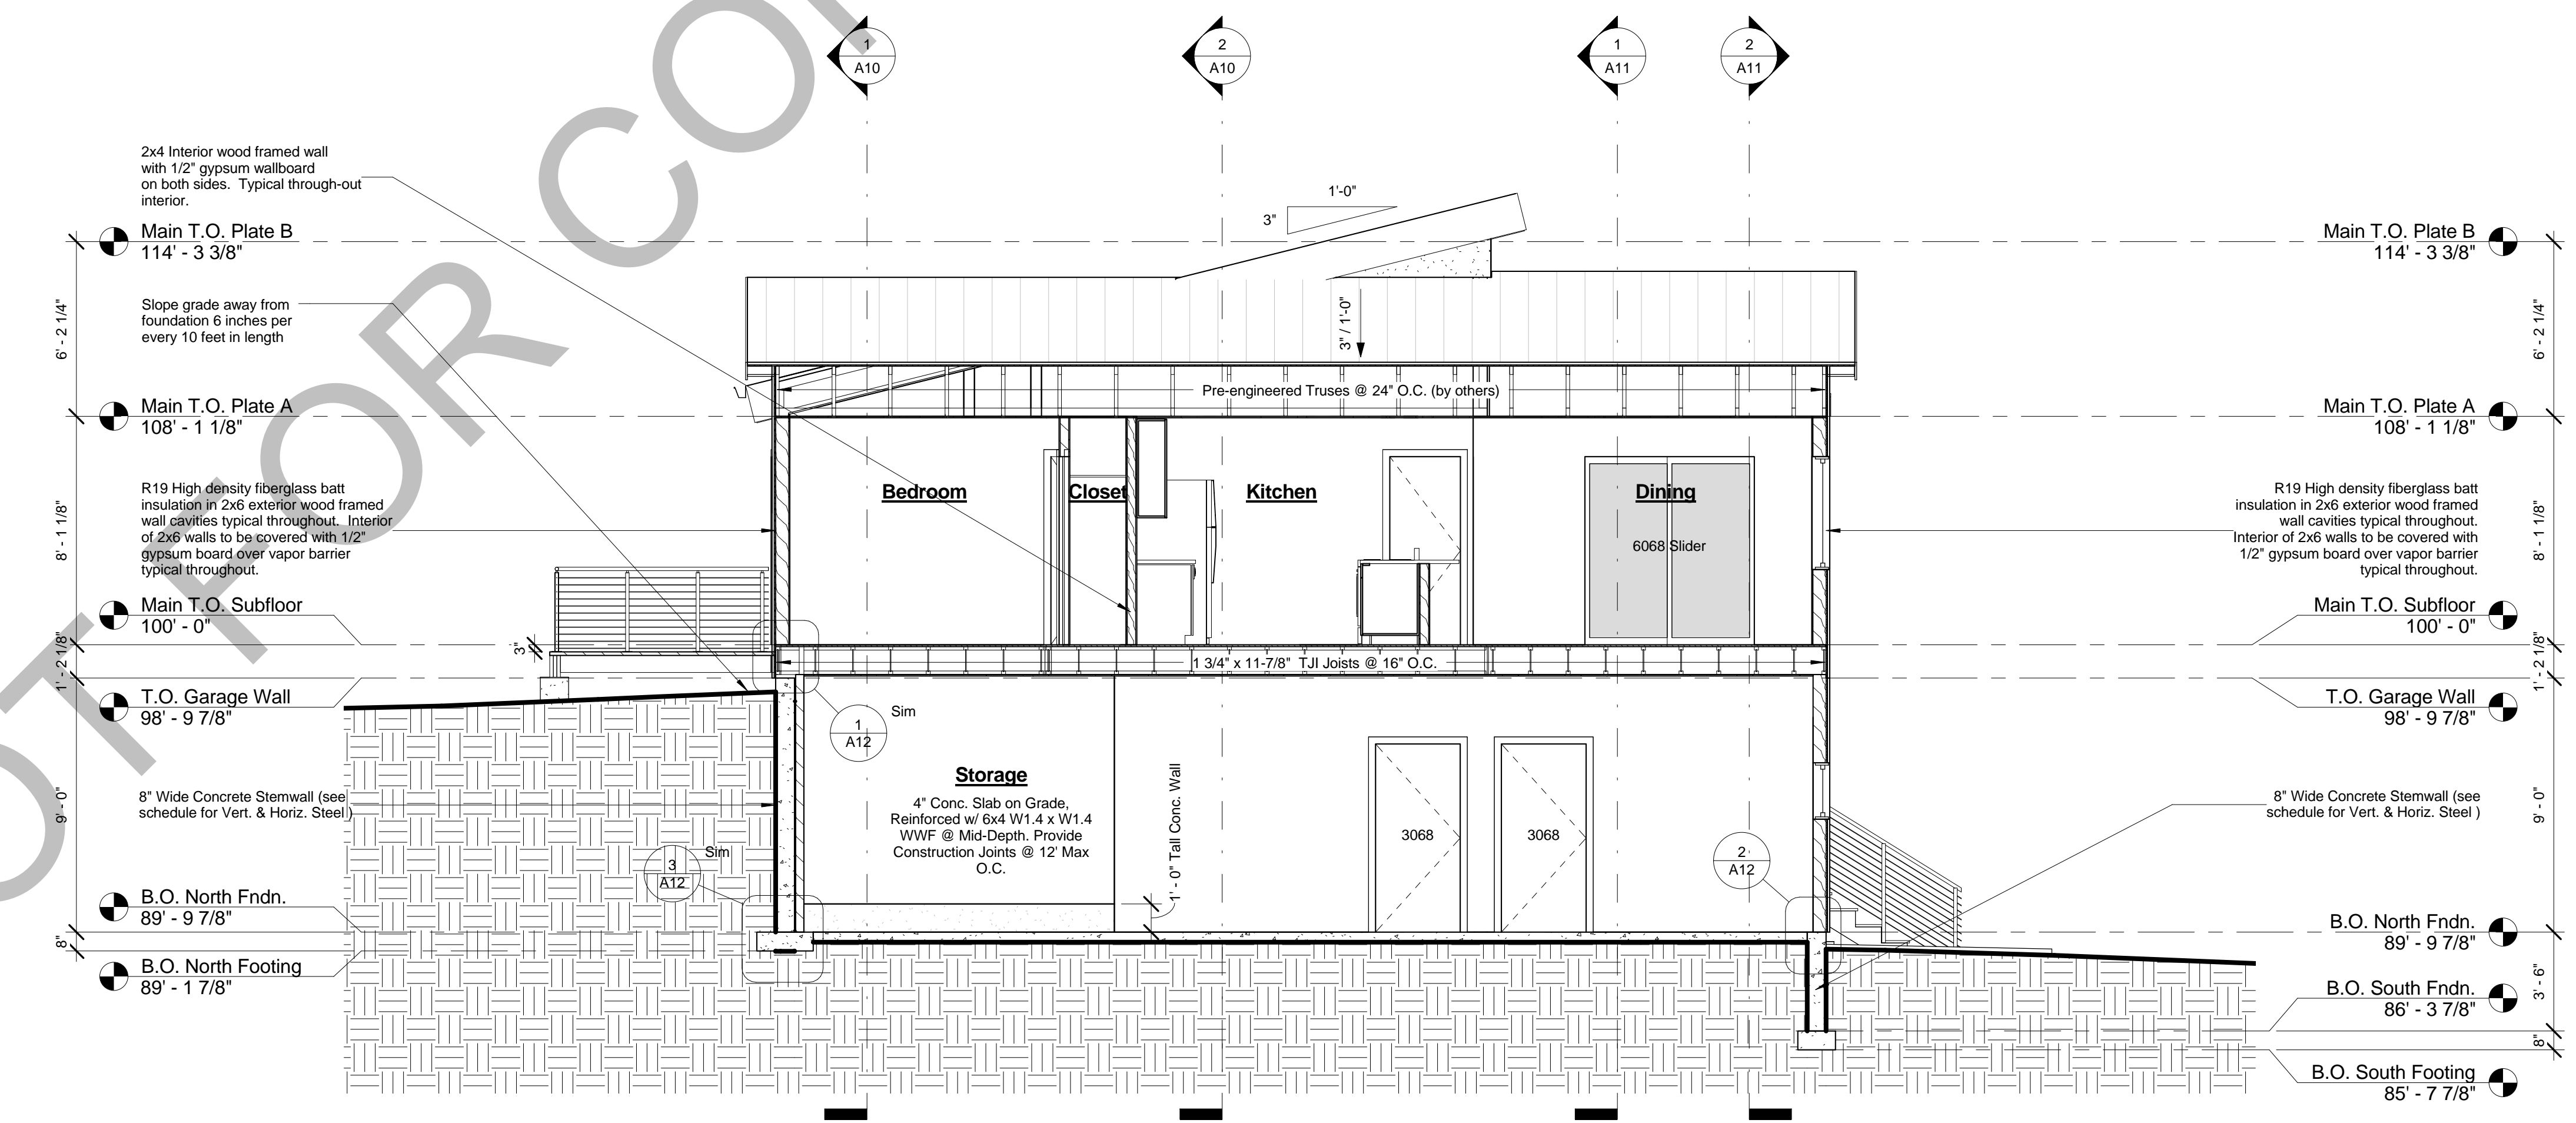 1
A10
2
A10
1
A11
2
A11
OT FOR CO
2x4 Interior wood framed wall
with 1/2" gypsum wallboard
on both sides. Typical through-out
interior.
1'-0"
3"
Main T.O. Plate B
114' - 3 3/8"
Main T.O. Plate B
114' - 3 3/8"
Slope grade away from
foundation 6 inches per
every 10 feet in length
6' - 2 1/4"
3" / 1'-0"
6' - 2 1/4"
Pre-engineered Truses @ 24" O.C. (by others)
Main T.O. Plate A
108' - 1 1/8"
Main T.O. Plate A
108' - 1 1/8"
R19 High density fiberglass batt
insulation in 2x6 exterior wood framed
wall cavities typical throughout. Interior
of 2x6 walls to be covered with 1/2"
gypsum board over vapor barrier
typical throughout.
8' - 1 1/8"
Bedroom
Closet
Kitchen
Dining
6068 Slider
R19 High density fiberglass batt
insulation in 2x6 exterior wood framed
wall cavities typical throughout.
Interior of 2x6 walls to be covered with
1/2" gypsum board over vapor barrier
typical throughout.
8' - 1 1/8"
Main T.O. Subfloor
100' - 0"
Main T.O. Subfloor
100' - 0"
3"
1' - 2 1/8"
1 3/4" x 11-7/8" TJI Joists @ 16" O.C.
1' - 2 1/8"
T.O. Garage Wall
98' - 9 7/8"
T.O. Garage Wall
98' - 9 7/8"
1
A12
Sim
Storage
4" Conc. Slab on Grade,
Reinforced w/ 6x4 W1.4 x W1.4
WWF @ Mid-Depth. Provide
Construction Joints @ 12' Max
O.C.
1' - 0" Tall Conc. Wall
3068
3068
8" Wide Concrete Stemwall (see
schedule for Vert. & Horiz. Steel )
9' - 0"
8" Wide Concrete Stemwall (see
schedule for Vert. & Horiz. Steel )
9' - 0"
3
A12
Sim
2
A12
B.O. North Fndn.
89' - 9 7/8"
B.O. North Fndn.
89' - 9 7/8"
8"
B.O. North Footing
89' - 1 7/8"
B.O. South Fndn.
86' - 3 7/8"
3' - 6"
8"
B.O. South Footing
85' - 7 7/8"